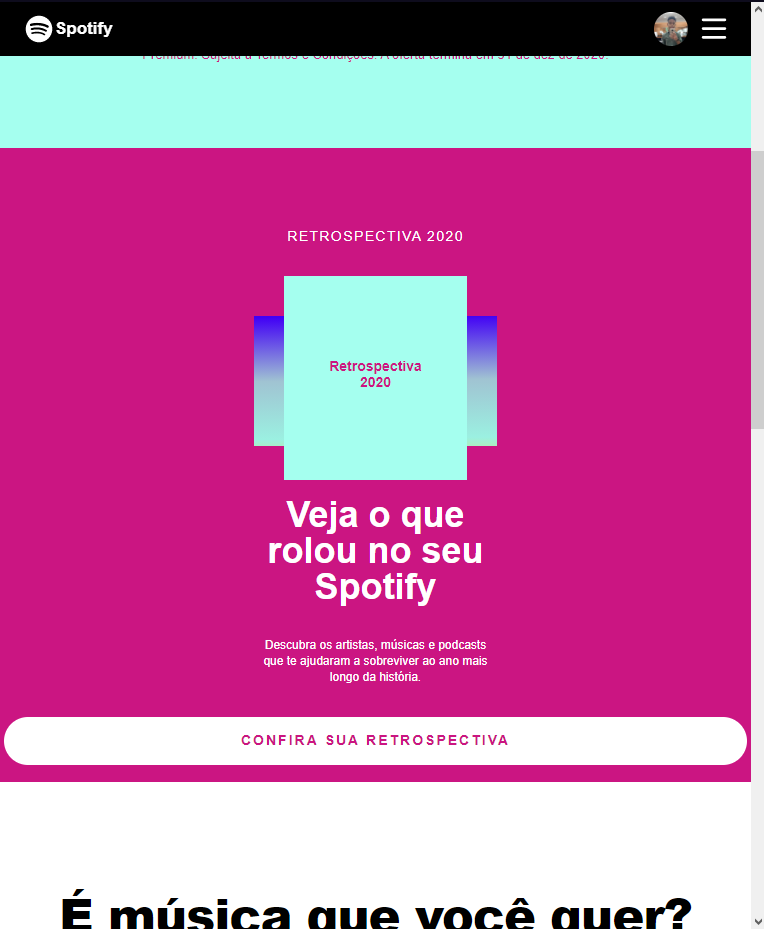 Spotify
Premium. Sujeita a Termos e Condições. A oferta termina em 31 de dez de 2020.
RETROSPECTIVA 2020
Retrospectiva
2020
Veja o que
rolou no seu
Spotify
Descubra os artistas, músicas e podcasts
que te ajudaram a sobreviver ao ano mais
longo da história.
CONFIRA SUA RETROSPECTIVA
É música que você quer?